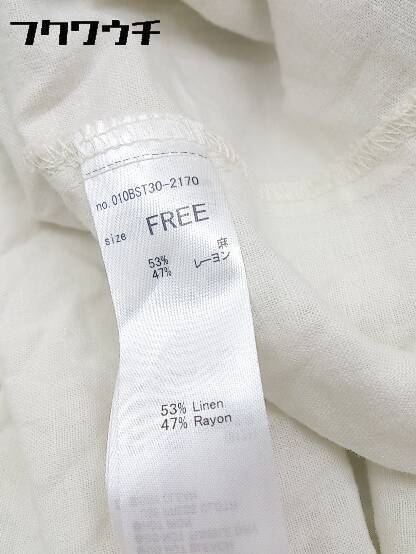 フクワウチ
no.010BST30-2170
size FREE
53% 麻
47% レーヨン
53% Linen
47% Rayon